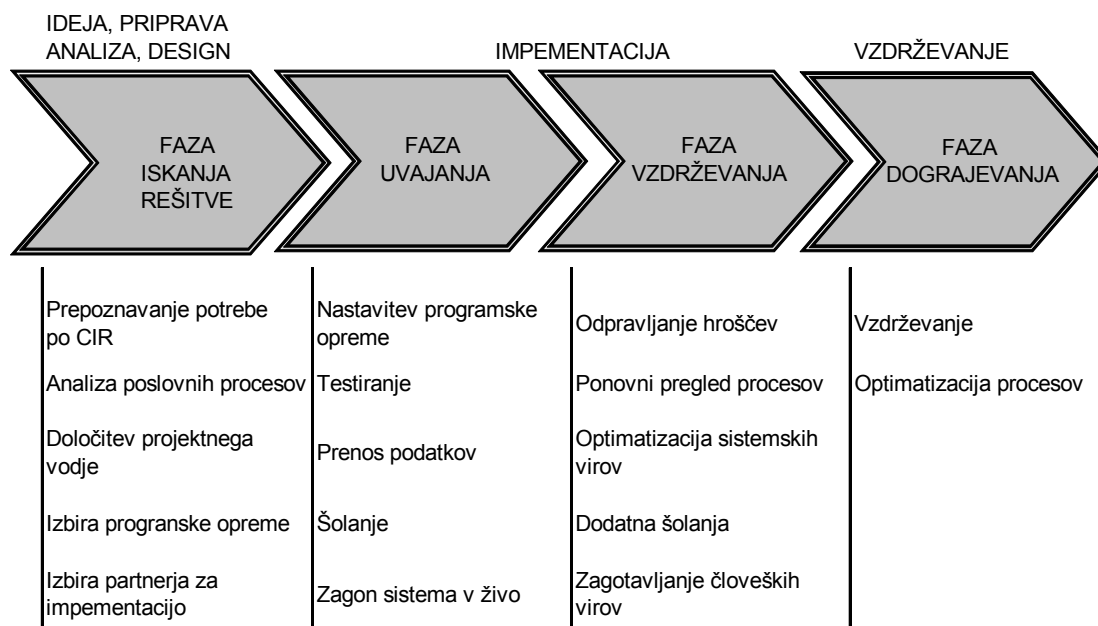 IDEJA, PRIPRAVA
ANALIZA, DESIGN
IMPEMENTACIJA
VZDRŽEVANJE
FAZA
ISKANJA
REŠITVE
FAZA
UVAJANJA
FAZA
VZDRŽEVANJA
FAZA
DOGRAJEVANJA
Prepoznavanje potrebe
po CIR
Analiza poslovnih procesov
Določitev projektnega
vodje
Izbira progranske opreme
Izbira partnerja za
impementacijo
Nastavitev programske
opreme
Testiranje
Prenos podatkov
Šolanje
Zagon sistema v živo
Odpravljanje hroščev
Ponovni pregled procesov
Optimatizacija sistemskih
virov
Dodatna šolanja
Zagotavljanje človeških
virov
Vzdrževanje
Optimatizacija procesov